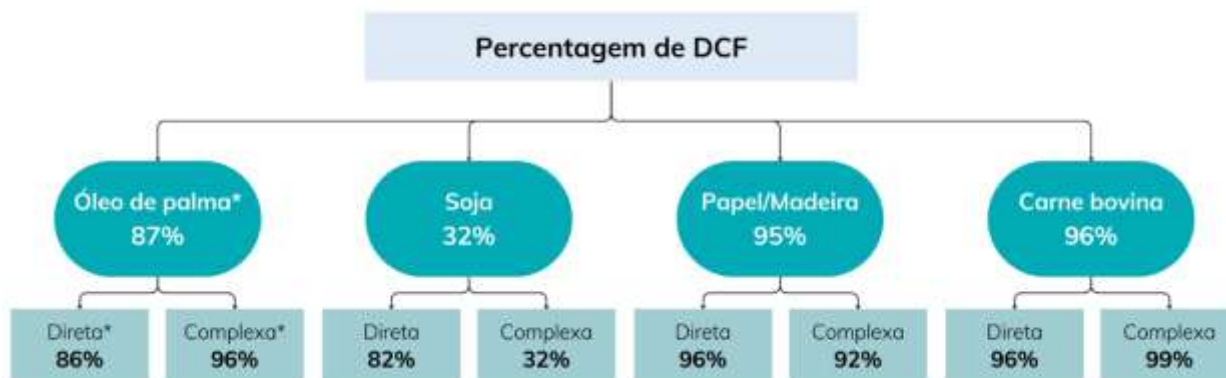 Percentagem de DCF
Óleo de palma*
87%
Soja
32%
Papel/Madeira
95%
Carne bovina
96%
Direta*
86%
Complexa*
96%
Direta
82%
Complexa
32%
Direta
96%
Complexa
92%
Direta
96%
Complexa
99%